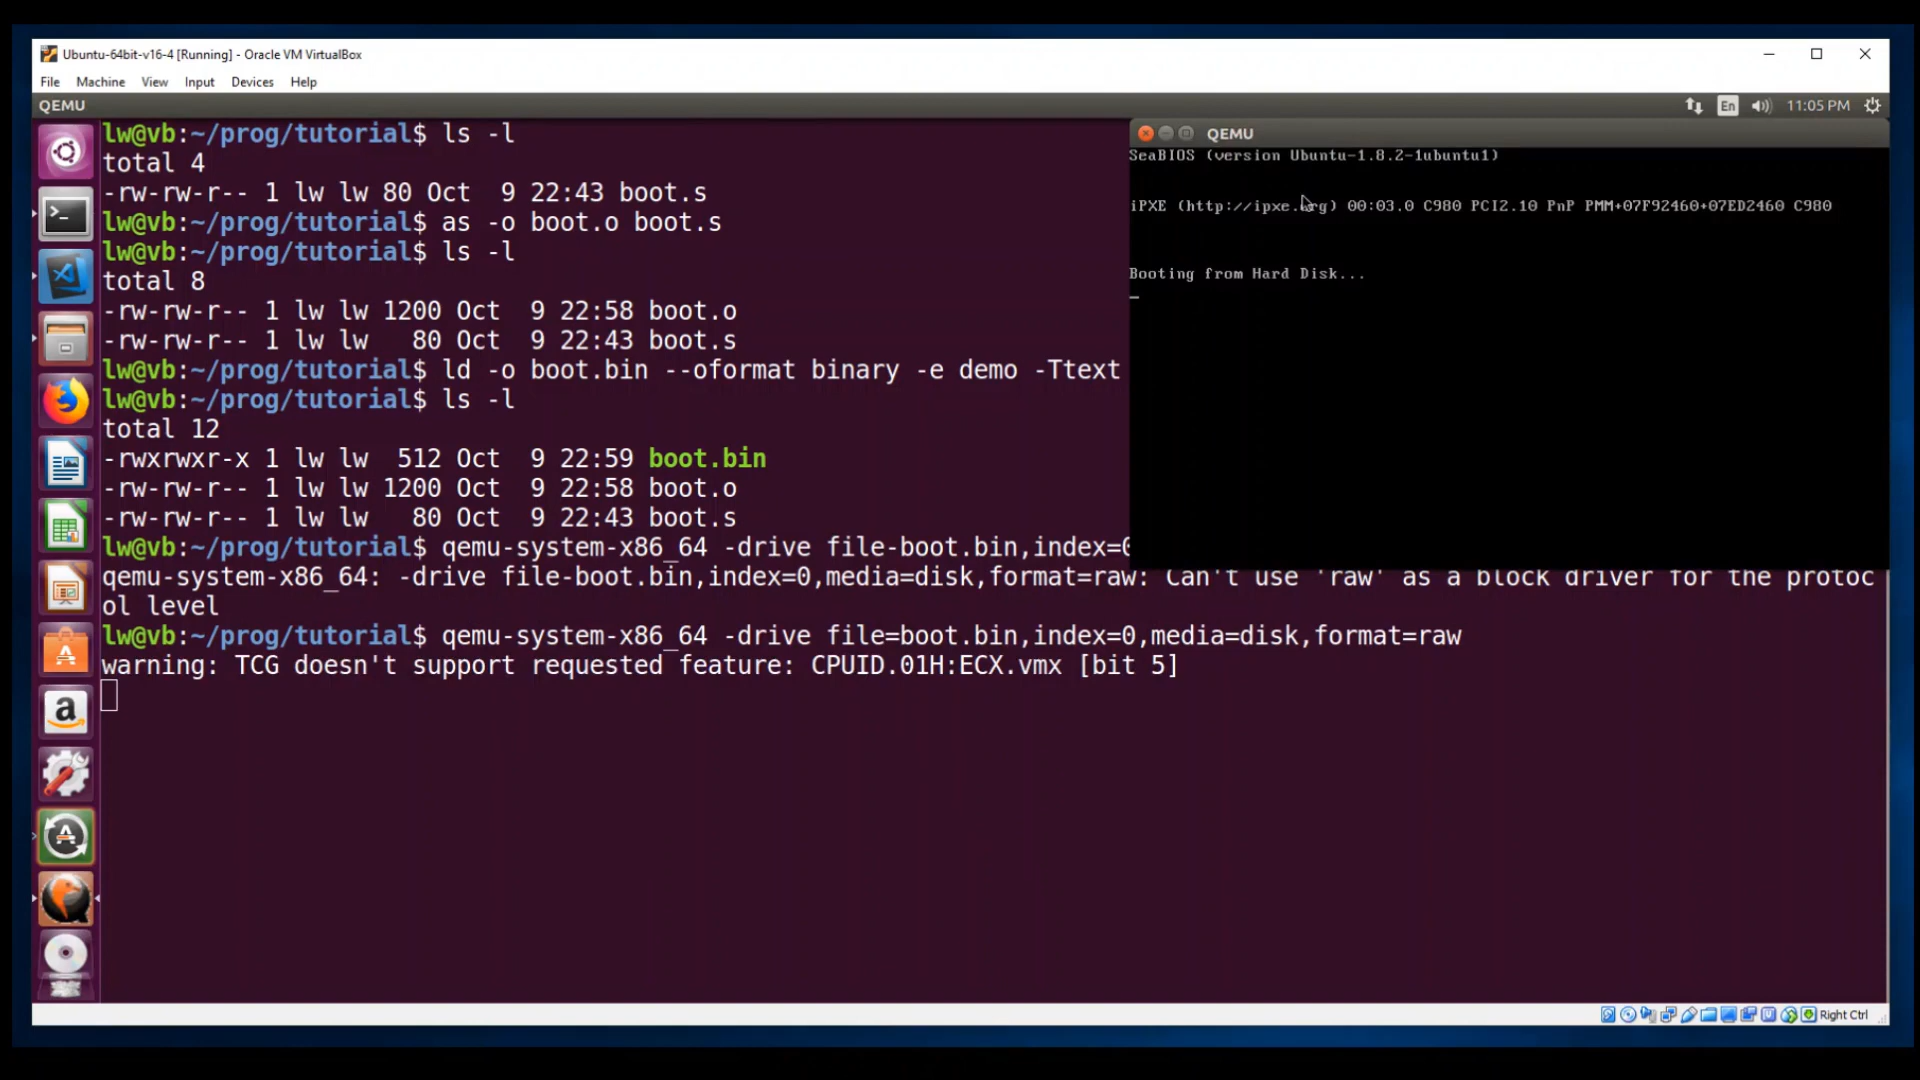 Ubuntu-64bit-v16-4 [Running] - Oracle VM VirtualBox
File Machine View Input Devices Help
QEMU En 11:05 PM
lw@vb:~/prog/tutorial$ ls -l
total 4
-rw-rw-r-- 1 lw lw 80 Oct  9 22:43 boot.s
lw@vb:~/prog/tutorial$ as -o boot.o boot.s
lw@vb:~/prog/tutorial$ ls -l
total 8
-rw-rw-r-- 1 lw lw 1200 Oct  9 22:58 boot.o
-rw-rw-r-- 1 lw lw   80 Oct  9 22:43 boot.s
lw@vb:~/prog/tutorial$ ld -o boot.bin --oformat binary -e demo -Ttext
lw@vb:~/prog/tutorial$ ls -l
total 12
-rwxrwxr-x 1 lw lw  512 Oct  9 22:59 boot.bin
-rw-rw-r-- 1 lw lw 1200 Oct  9 22:58 boot.o
-rw-rw-r-- 1 lw lw   80 Oct  9 22:43 boot.s
lw@vb:~/prog/tutorial$ qemu-system-x86_64 -drive file-boot.bin,index=0
qemu-system-x86_64: -drive file-boot.bin,index=0,media=disk,format=raw: Can't use 'raw' as a block driver for the protoc
ol level
lw@vb:~/prog/tutorial$ qemu-system-x86_64 -drive file=boot.bin,index=0,media=disk,format=raw
warning: TCG doesn't support requested feature: CPUID.01H:ECX.vmx [bit 5]
QEMU
SeaBIOS (version Ubuntu-1.8.2-1ubuntu1)
iPXE (http://ipxe.org) 00:03.0 C980 PCI2.10 PnP PMM+07F92460+07ED2460 C980
Booting from Hard Disk...
_
Right Ctrl